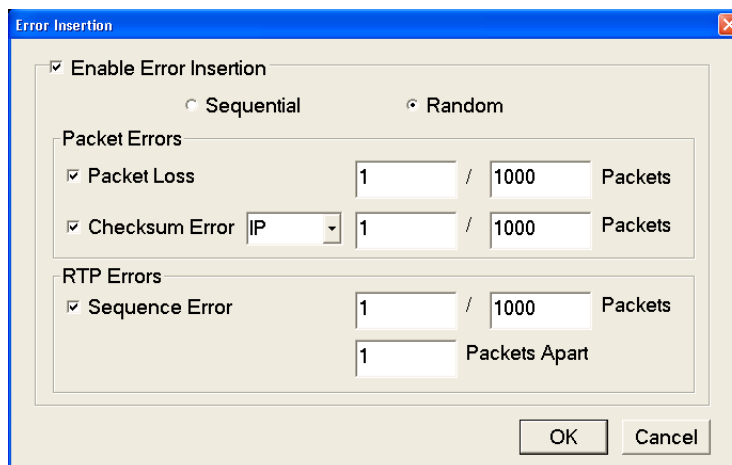 Error Insertion
Enable Error Insertion
Sequential Random
Packet Errors
Packet Loss 1 / 1000 Packets
Checksum Error IP 1 / 1000 Packets
RTP Errors
Sequence Error 1 / 1000 Packets
1 Packets Apart
OK Cancel